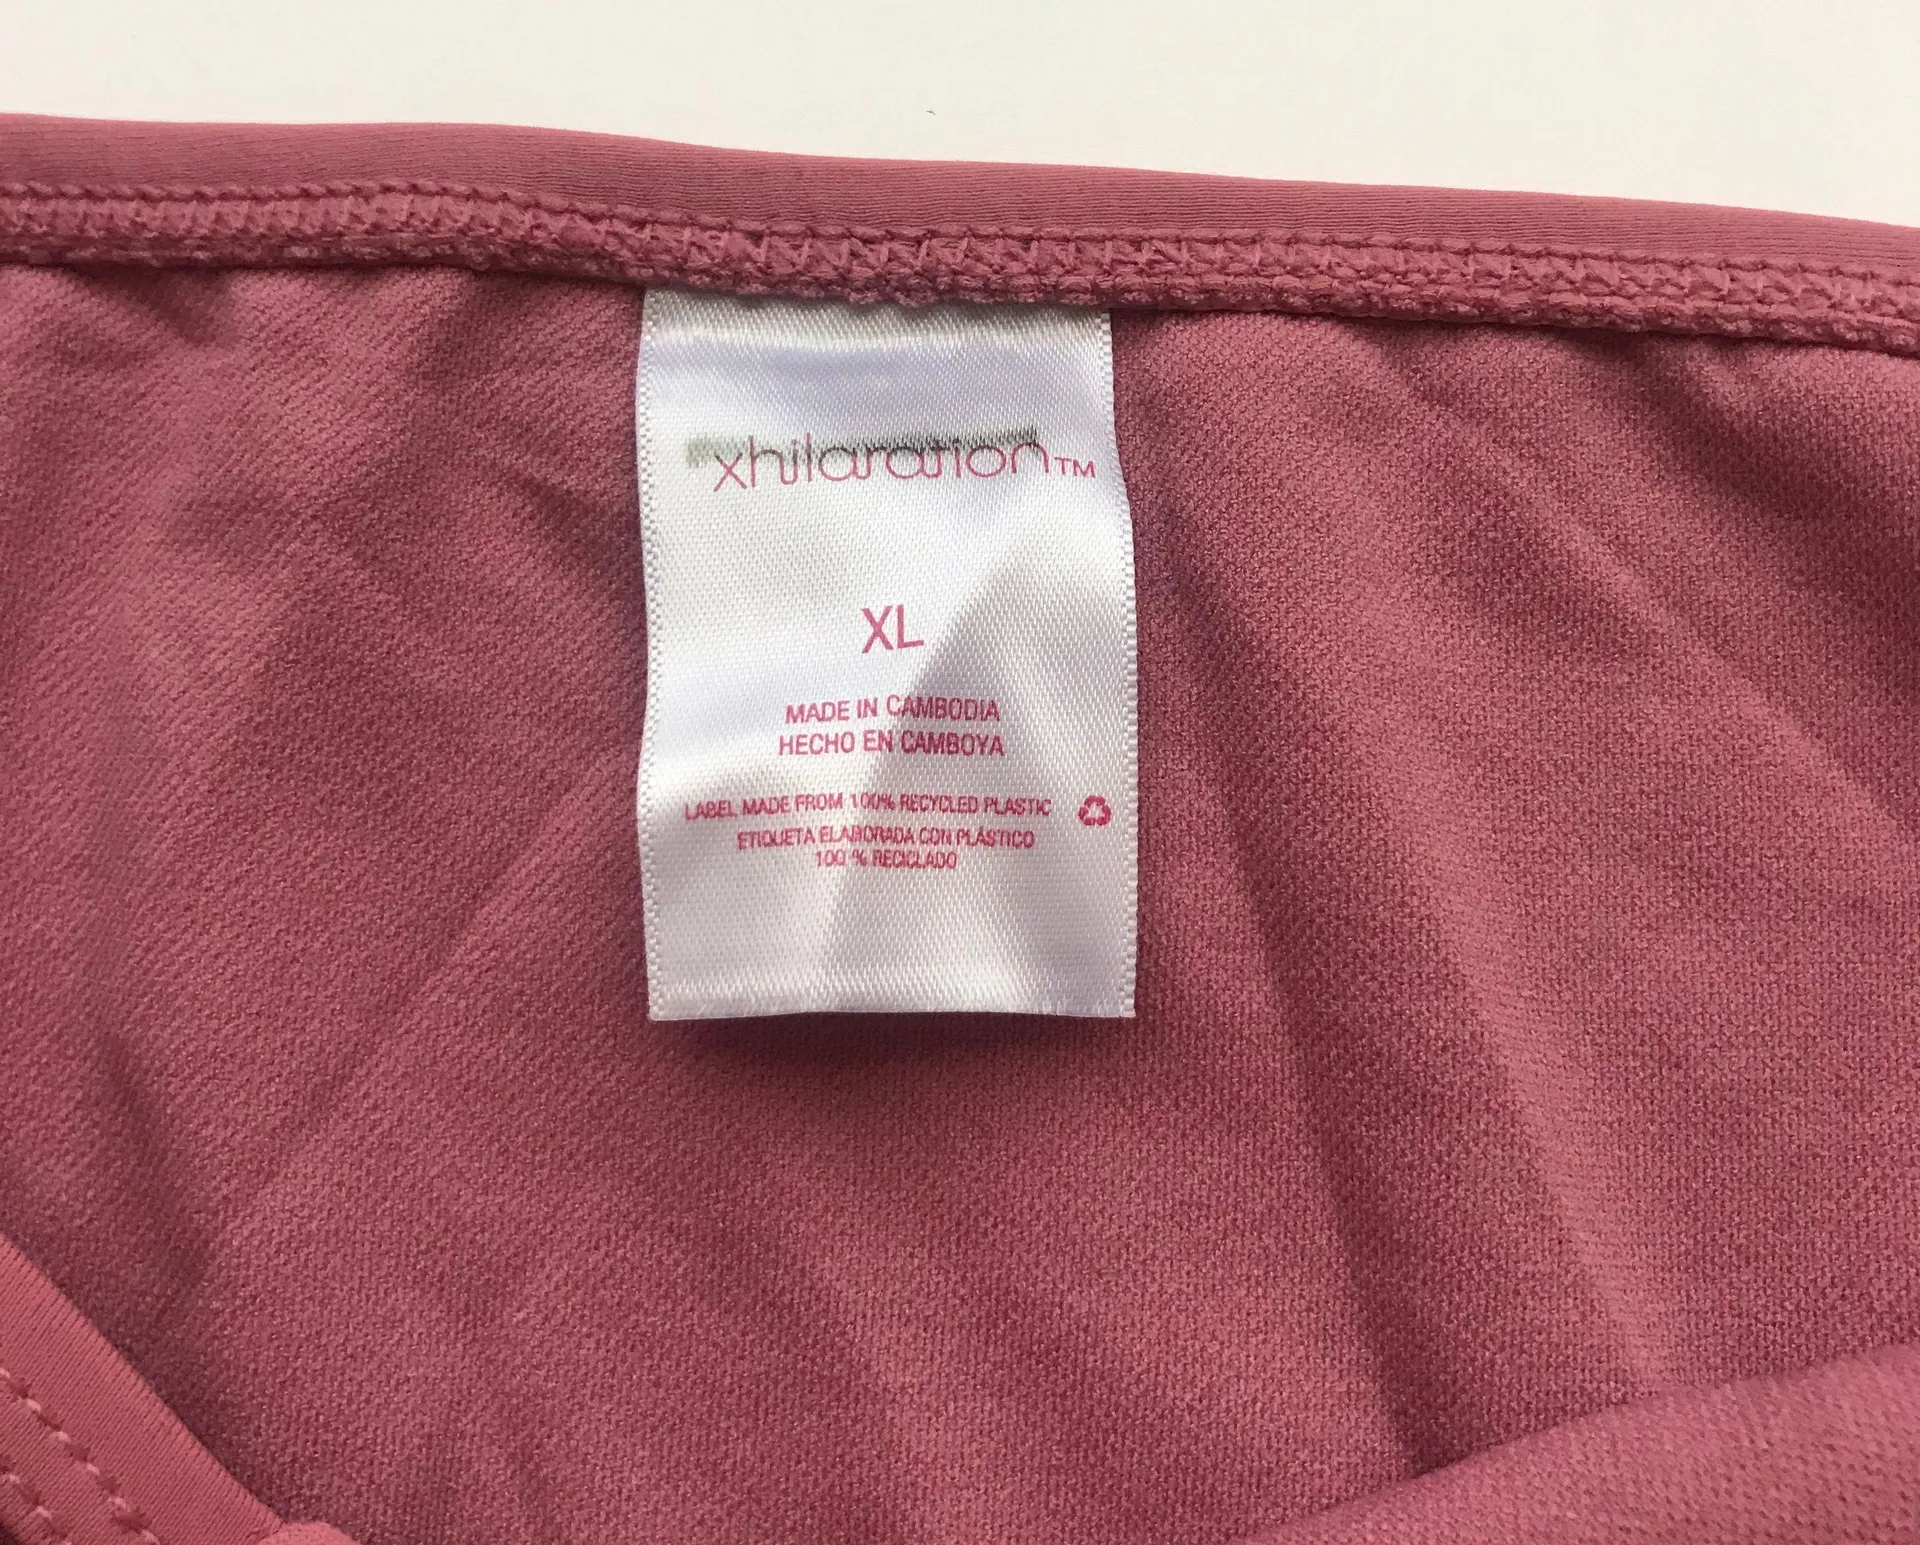 xhilaration™
XL
MADE IN CAMBODIA
HECHO EN CAMBOYA
LABEL MADE FROM 100% RECYCLED PLASTIC
ETIQUETA ELABORADA CON PLÁSTICO
100 % RECICLADO